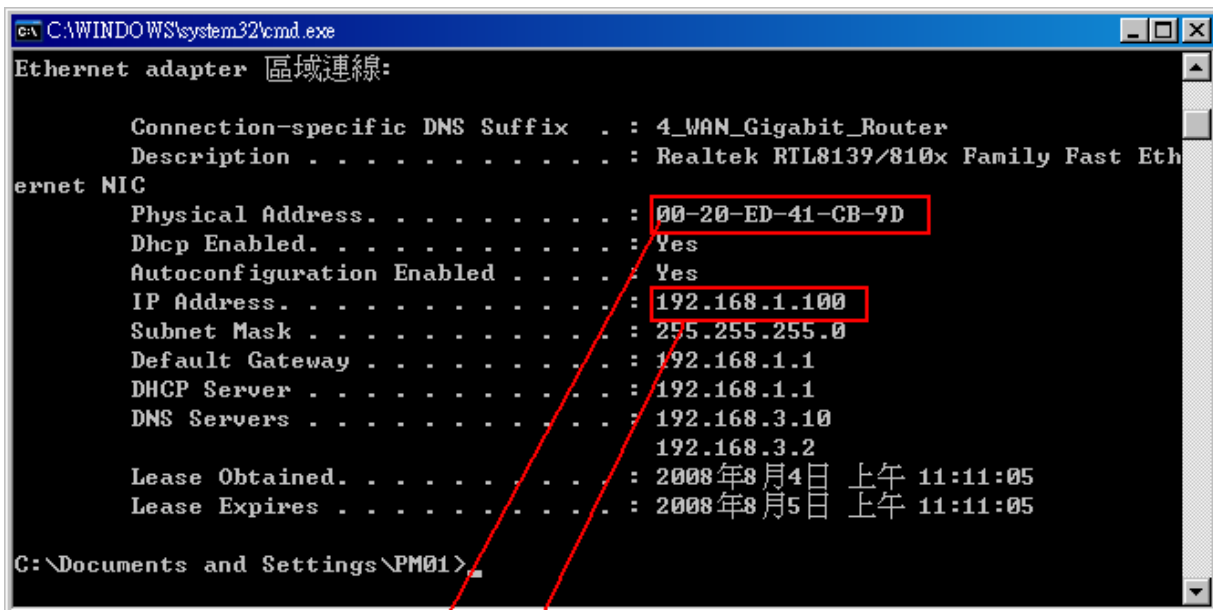 C:\WINDOWS\system32\cmd.exe
Ethernet adapter 區域連線:
Connection-specific DNS Suffix  . : 4_WAN_Gigabit_Router
Description . . . . . . . . . . . : Realtek RTL8139/810x Family Fast Eth
ernet NIC
Physical Address. . . . . . . . . : 00-20-ED-41-CB-9D
Dhcp Enabled. . . . . . . . . . . : Yes
Autoconfiguration Enabled . . . . : Yes
IP Address. . . . . . . . . . . . : 192.168.1.100
Subnet Mask . . . . . . . . . . . : 255.255.255.0
Default Gateway . . . . . . . . . : 192.168.1.1
DHCP Server . . . . . . . . . . . : 192.168.1.1
DNS Servers . . . . . . . . . . . : 192.168.3.10
192.168.3.2
Lease Obtained. . . . . . . . . . : 2008年8月4日 上午 11:11:05
Lease Expires . . . . . . . . . . : 2008年8月5日 上午 11:11:05
C:\Documents and Settings\PM01>_